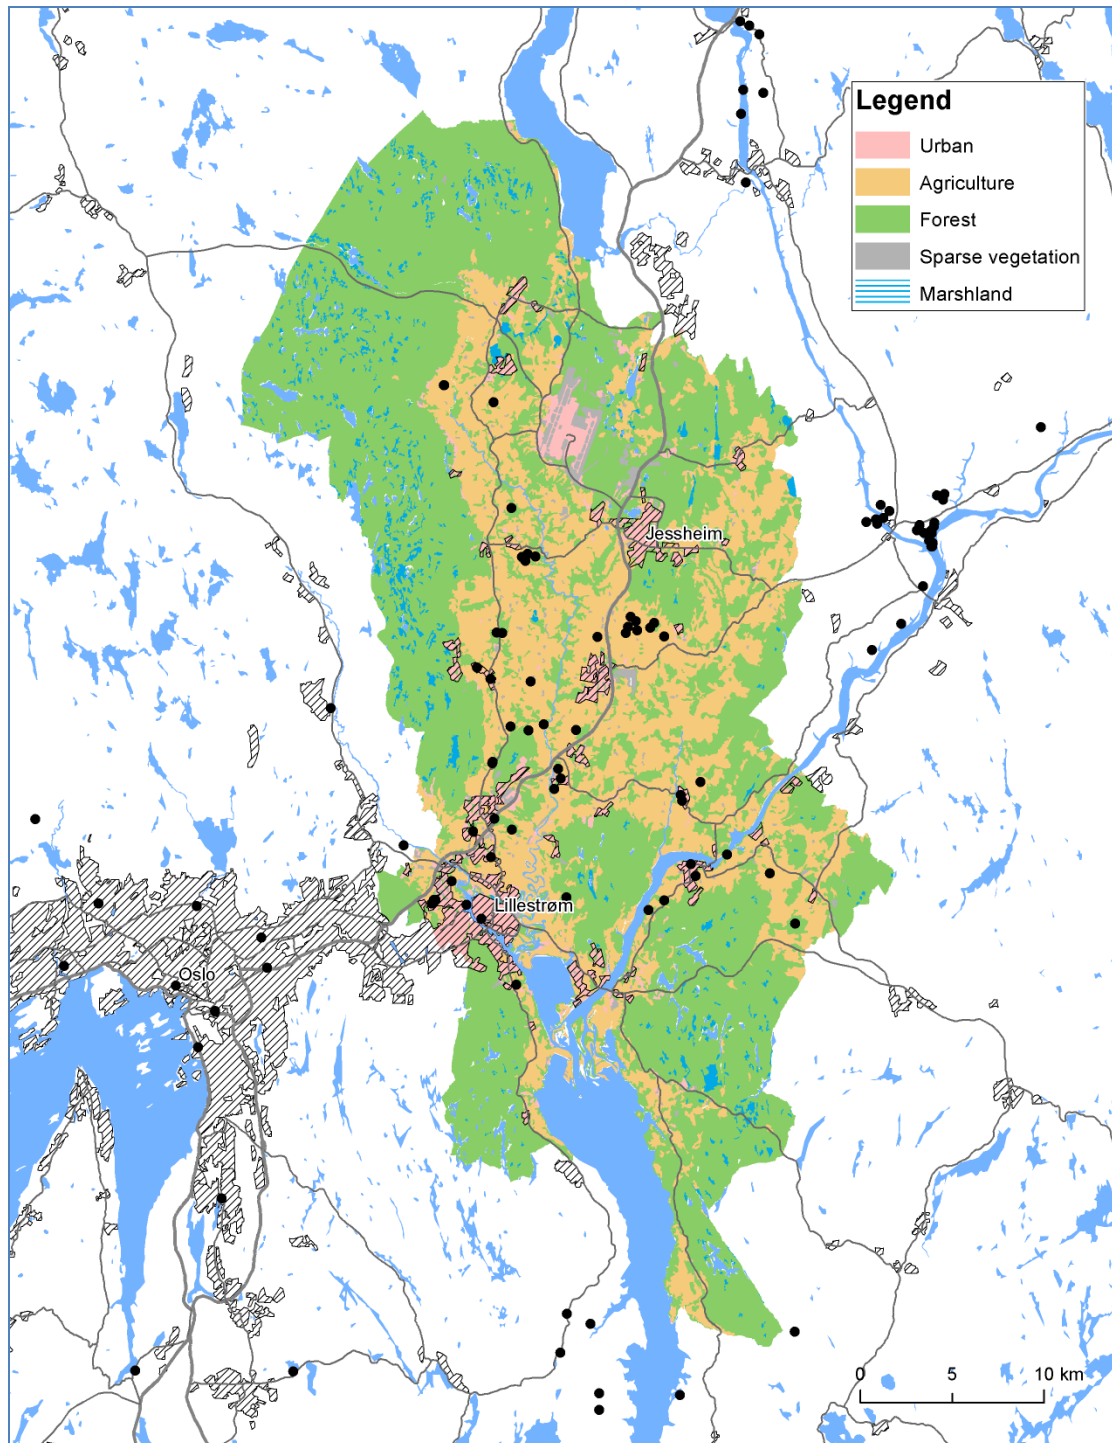 Legend
Urban
Agriculture
Forest
Sparse vegetation
Marshland
Jessheim
Lillestrøm
Oslo
0 5 10 km